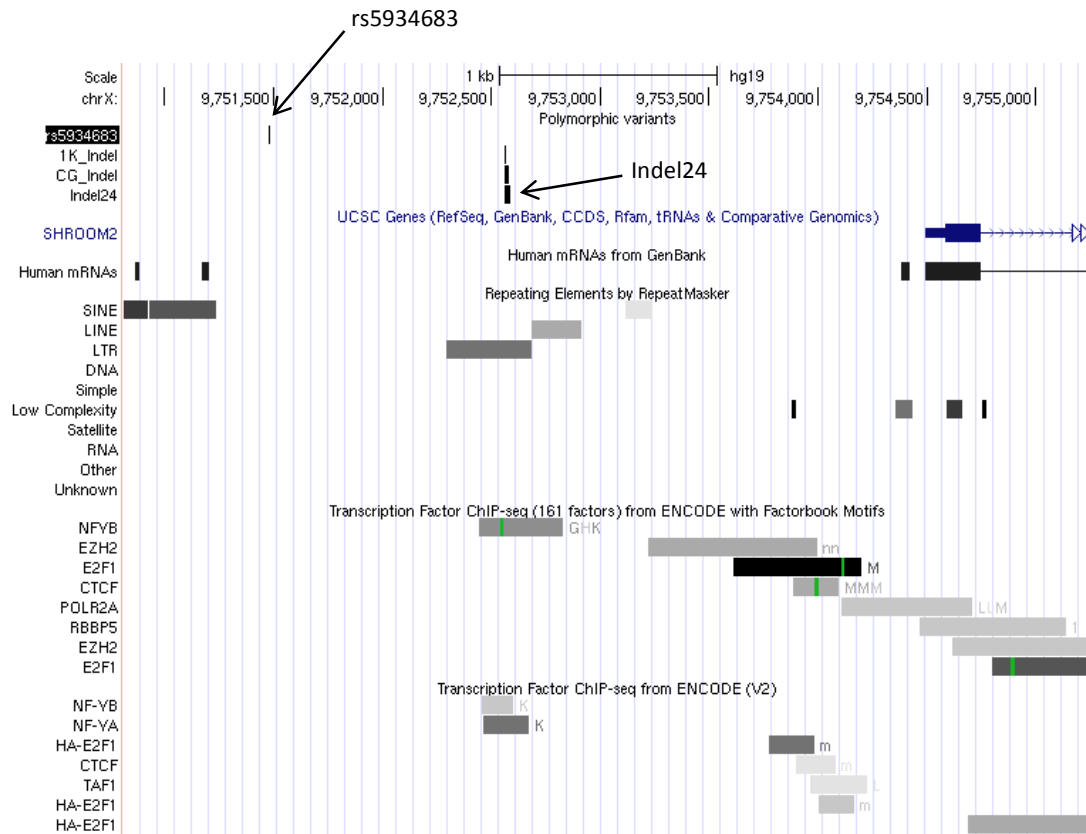 rs5934683
Scale 1 kb hg19
chrX: 9,751,500 9,752,000 9,752,500 9,753,000 9,753,500 9,754,000 9,754,500 9,755,000
Polymorphic variants
rs5934683
1K_Indel
CG_Indel
Indel24
Indel24
UCSC Genes (RefSeq, GenBank, CCDS, Rfam, tRNAs & Comparative Genomics)
SHROOM2
Human mRNAs from GenBank
Human mRNAs
Repeating Elements by RepeatMasker
SINE
LINE
LTR
DNA
Simple
Low Complexity
Satellite
RNA
Other
Unknown
Transcription Factor ChIP-seq (161 factors) from ENCODE with Factorbook Motifs
NFYB GHK
EZH2 nn
E2F1 M
CTCF MMM
POLR2A LLM
RBBP5 1
EZH2
E2F1
Transcription Factor ChIP-seq from ENCODE (V2)
NF-YB K
NF-YA K
HA-E2F1 m
CTCF m
TAF1 L
HA-E2F1 m
HA-E2F1